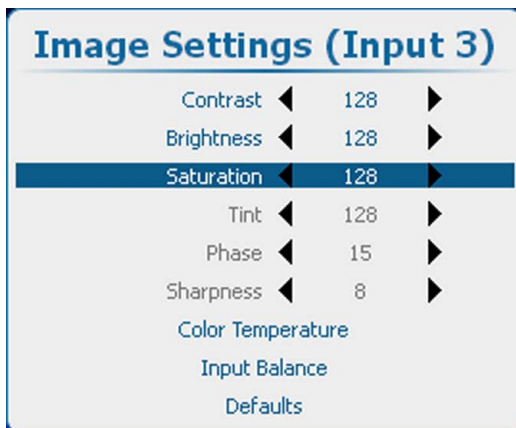 Image Settings (Input 3)
Contrast 128
Brightness 128
Saturation 128
Tint 128
Phase 15
Sharpness 8
Color Temperature
Input Balance
Defaults